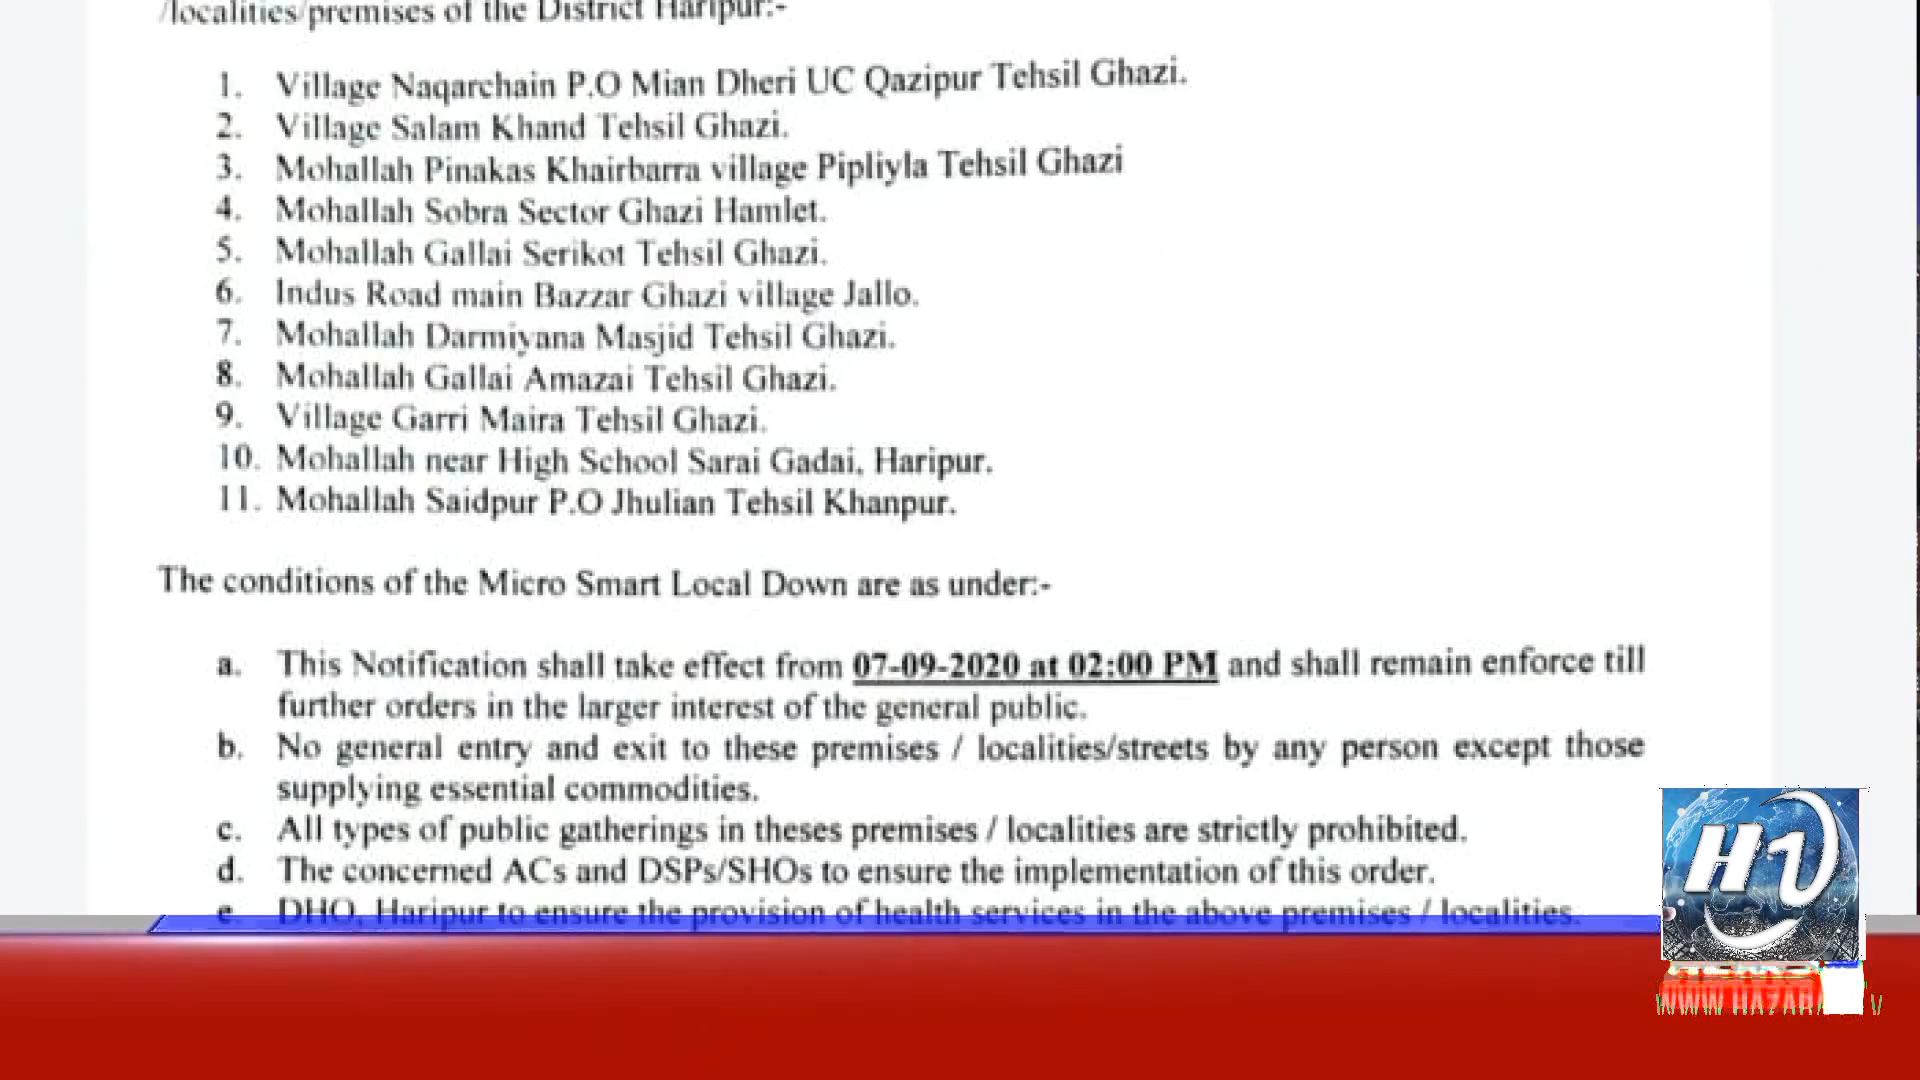 /localities/premises of the District Haripur:-
1. Village Naqarchain P.O Mian Dheri UC Qazipur Tehsil Ghazi.
2. Village Salam Khand Tehsil Ghazi.
3. Mohallah Pinakas Khairbarra village Pipliyla Tehsil Ghazi
4. Mohallah Sobra Sector Ghazi Hamlet.
5. Mohallah Gallai Serikot Tehsil Ghazi.
6. Indus Road main Bazzar Ghazi village Jallo.
7. Mohallah Darmiyana Masjid Tehsil Ghazi.
8. Mohallah Gallai Amazai Tehsil Ghazi.
9. Village Garri Maira Tehsil Ghazi.
10. Mohallah near High School Sarai Gadai, Haripur.
11. Mohallah Saidpur P.O Jhulian Tehsil Khanpur.
The conditions of the Micro Smart Local Down are as under:-
a. This Notification shall take effect from 07-09-2020 at 02:00 PM and shall remain enforce till
further orders in the larger interest of the general public.
b. No general entry and exit to these premises / localities/streets by any person except those
supplying essential commodities.
c. All types of public gatherings in theses premises / localities are strictly prohibited.
d. The concerned ACs and DSPs/SHOs to ensure the implementation of this order.
e. DHO, Haripur to ensure the provision of health services in the above premises / localities.